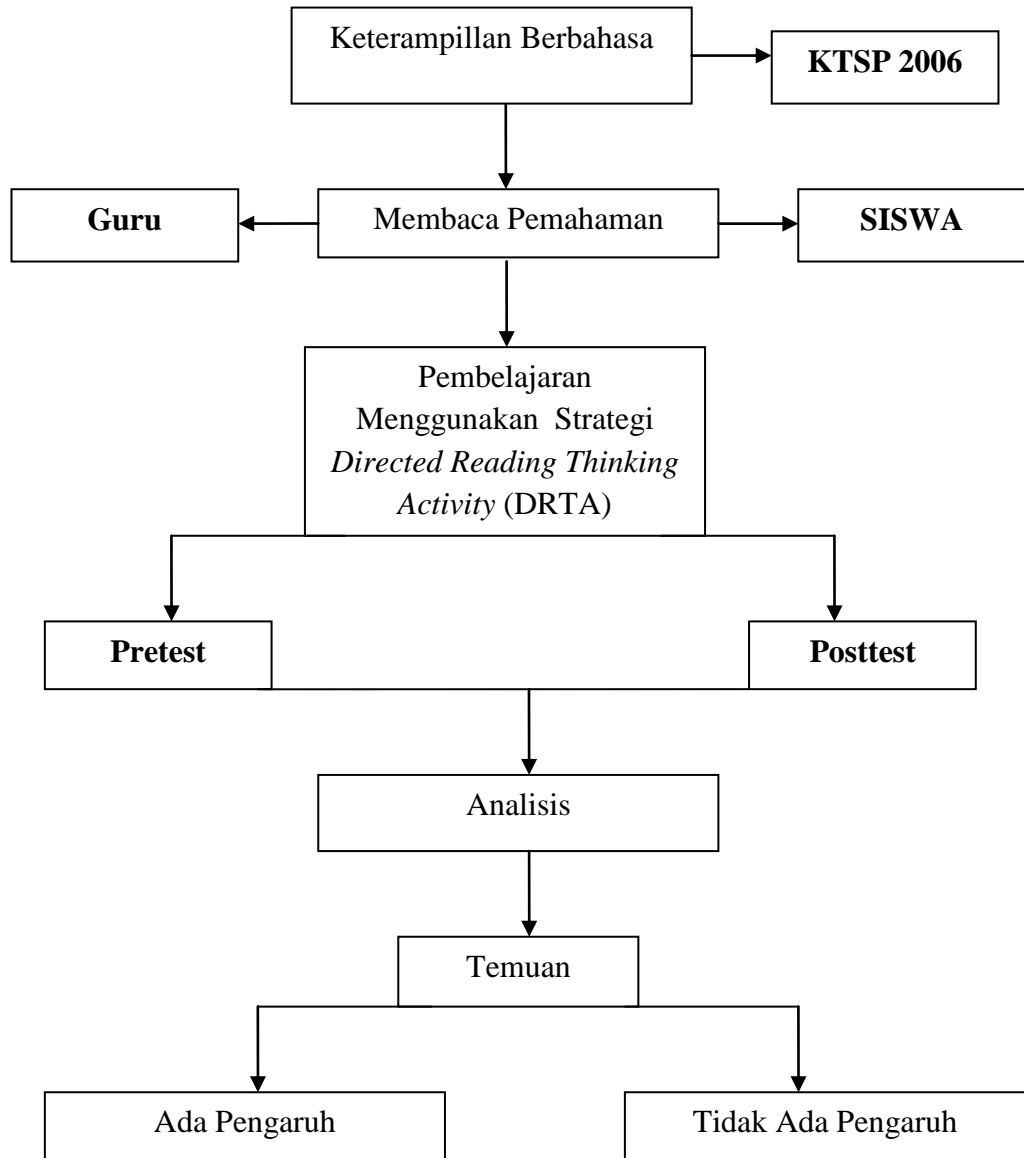 Keterampillan Berbahasa
KTSP 2006
Guru
Membaca Pemahaman
SISWA
Pembelajaran
Menggunakan Strategi
Directed Reading Thinking
Activity (DRTA)
Pretest
Posttest
Analisis
Temuan
Ada Pengaruh
Tidak Ada Pengaruh